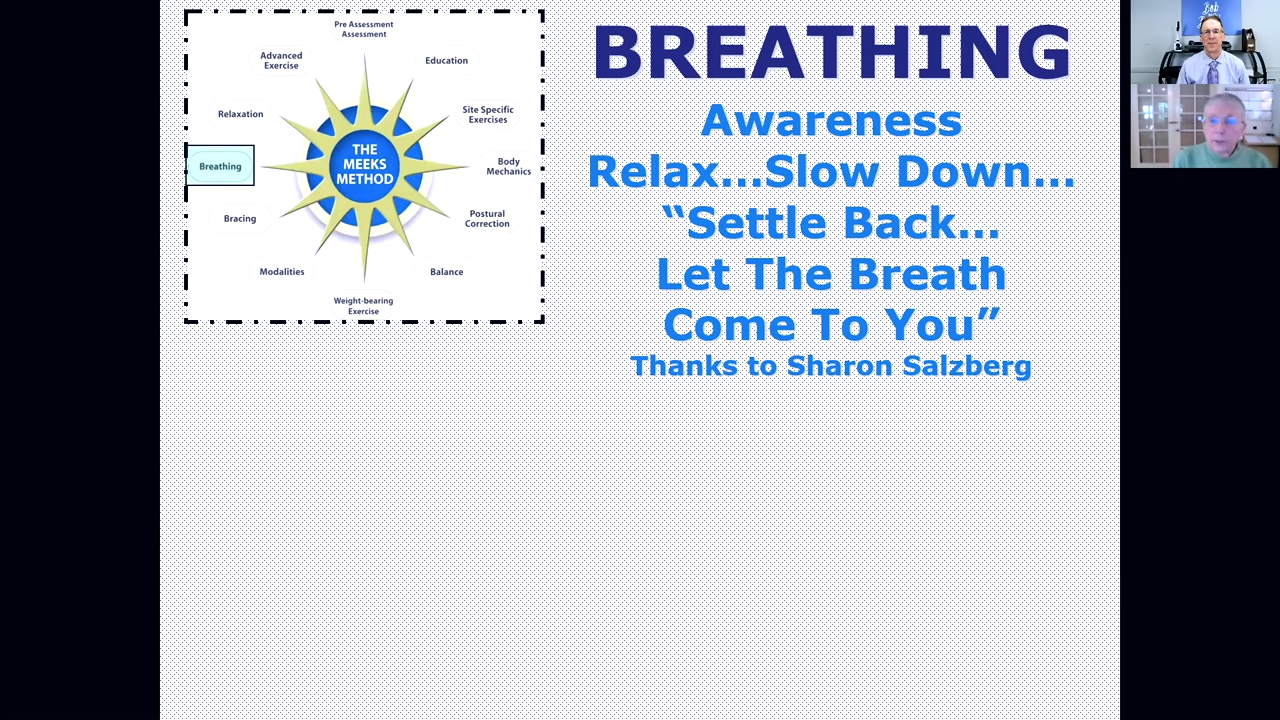 Pre Assessment
Assessment
Advanced
Exercise
Education
Relaxation
Site Specific
Exercises
Breathing
THE
MEEKS
METHOD
Body
Mechanics
Bracing
Postural
Correction
Modalities
Balance
Weight-bearing
Exercise
BREATHING
Awareness
Relax...Slow Down...
“Settle Back...
Let The Breath
Come To You”
Thanks to Sharon Salzberg
Bob